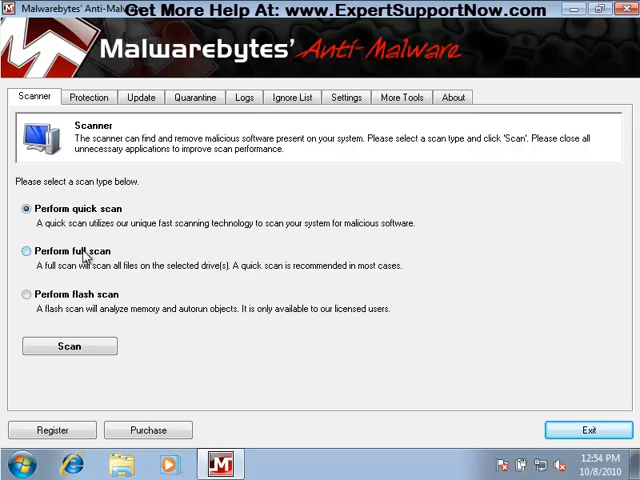 Malwarebytes' Anti-Malware
Get More Help At: www.ExpertSupportNow.com
Malwarebytes' Anti-Malware
Scanner
Protection
Update
Quarantine
Logs
Ignore List
Settings
More Tools
About
Scanner
The scanner can find and remove malicious software present on your system. Please select a scan type and click 'Scan'. Please close all
unnecessary applications to improve scan performance.
Please select a scan type below.
Perform quick scan
A quick scan utilizes our unique fast scanning technology to scan your system for malicious software.
Perform full scan
A full scan will scan all files on the selected drive(s). A quick scan is recommended in most cases.
Perform flash scan
A flash scan will analyze memory and autorun objects. It is only available to our licensed users.
Scan
Register
Purchase
Exit
12:54 PM
10/8/2010